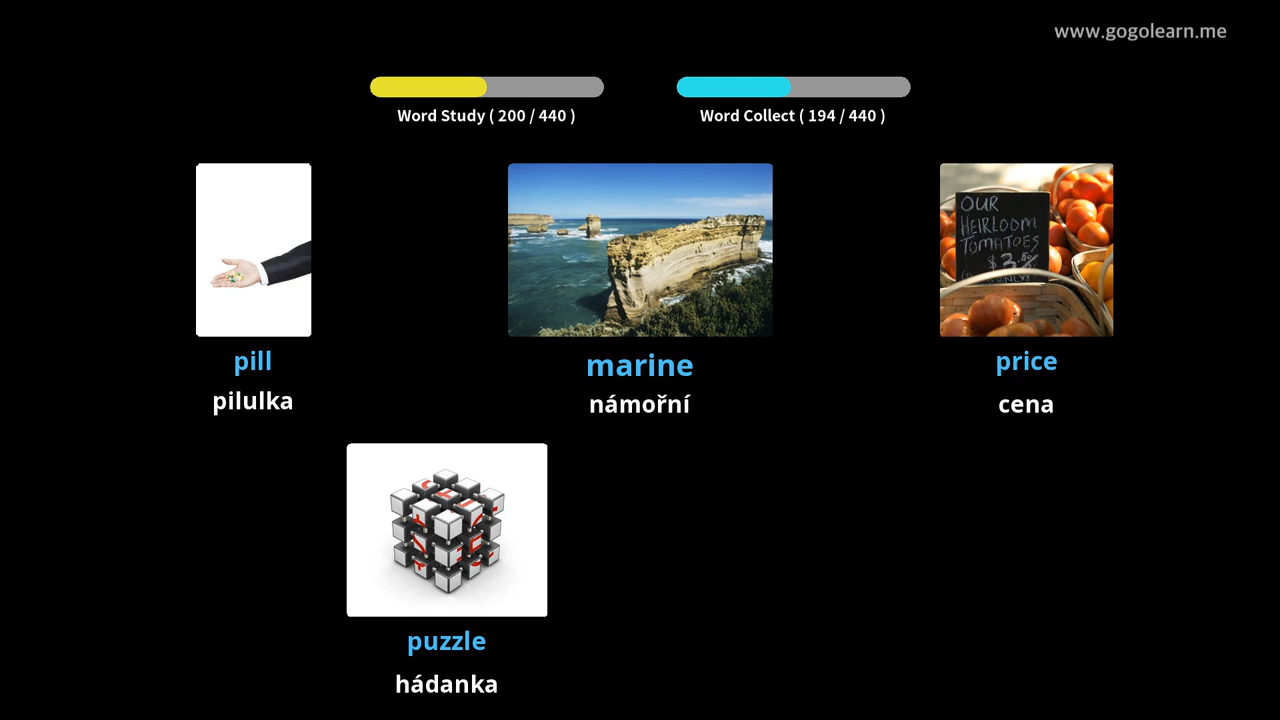 www.gogolearn.me
Word Study ( 200 / 440 )
Word Collect ( 194 / 440 )
OUR
HEIRLOOM
TOMATOES
pill
marine
price
pilulka
námořní
cena
puzzle
hádanka